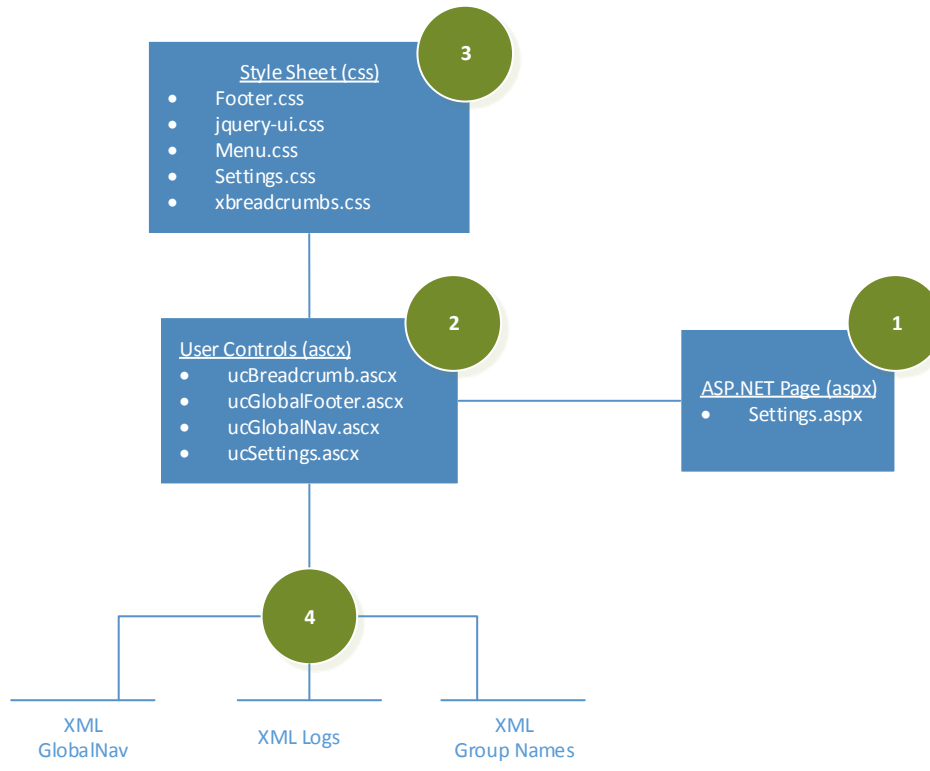 3
Style Sheet (css)
• Footer.css
• jquery-ui.css
• Menu.css
• Settings.css
• xbreadcrumbs.css
2
User Controls (ascx)
• ucBreadcrumb.ascx
• ucGlobalFooter.ascx
• ucGlobalNav.ascx
• ucSettings.ascx
1
ASP.NET Page (aspx)
• Settings.aspx
4
XML
GlobalNav
XML Logs
XML
Group Names